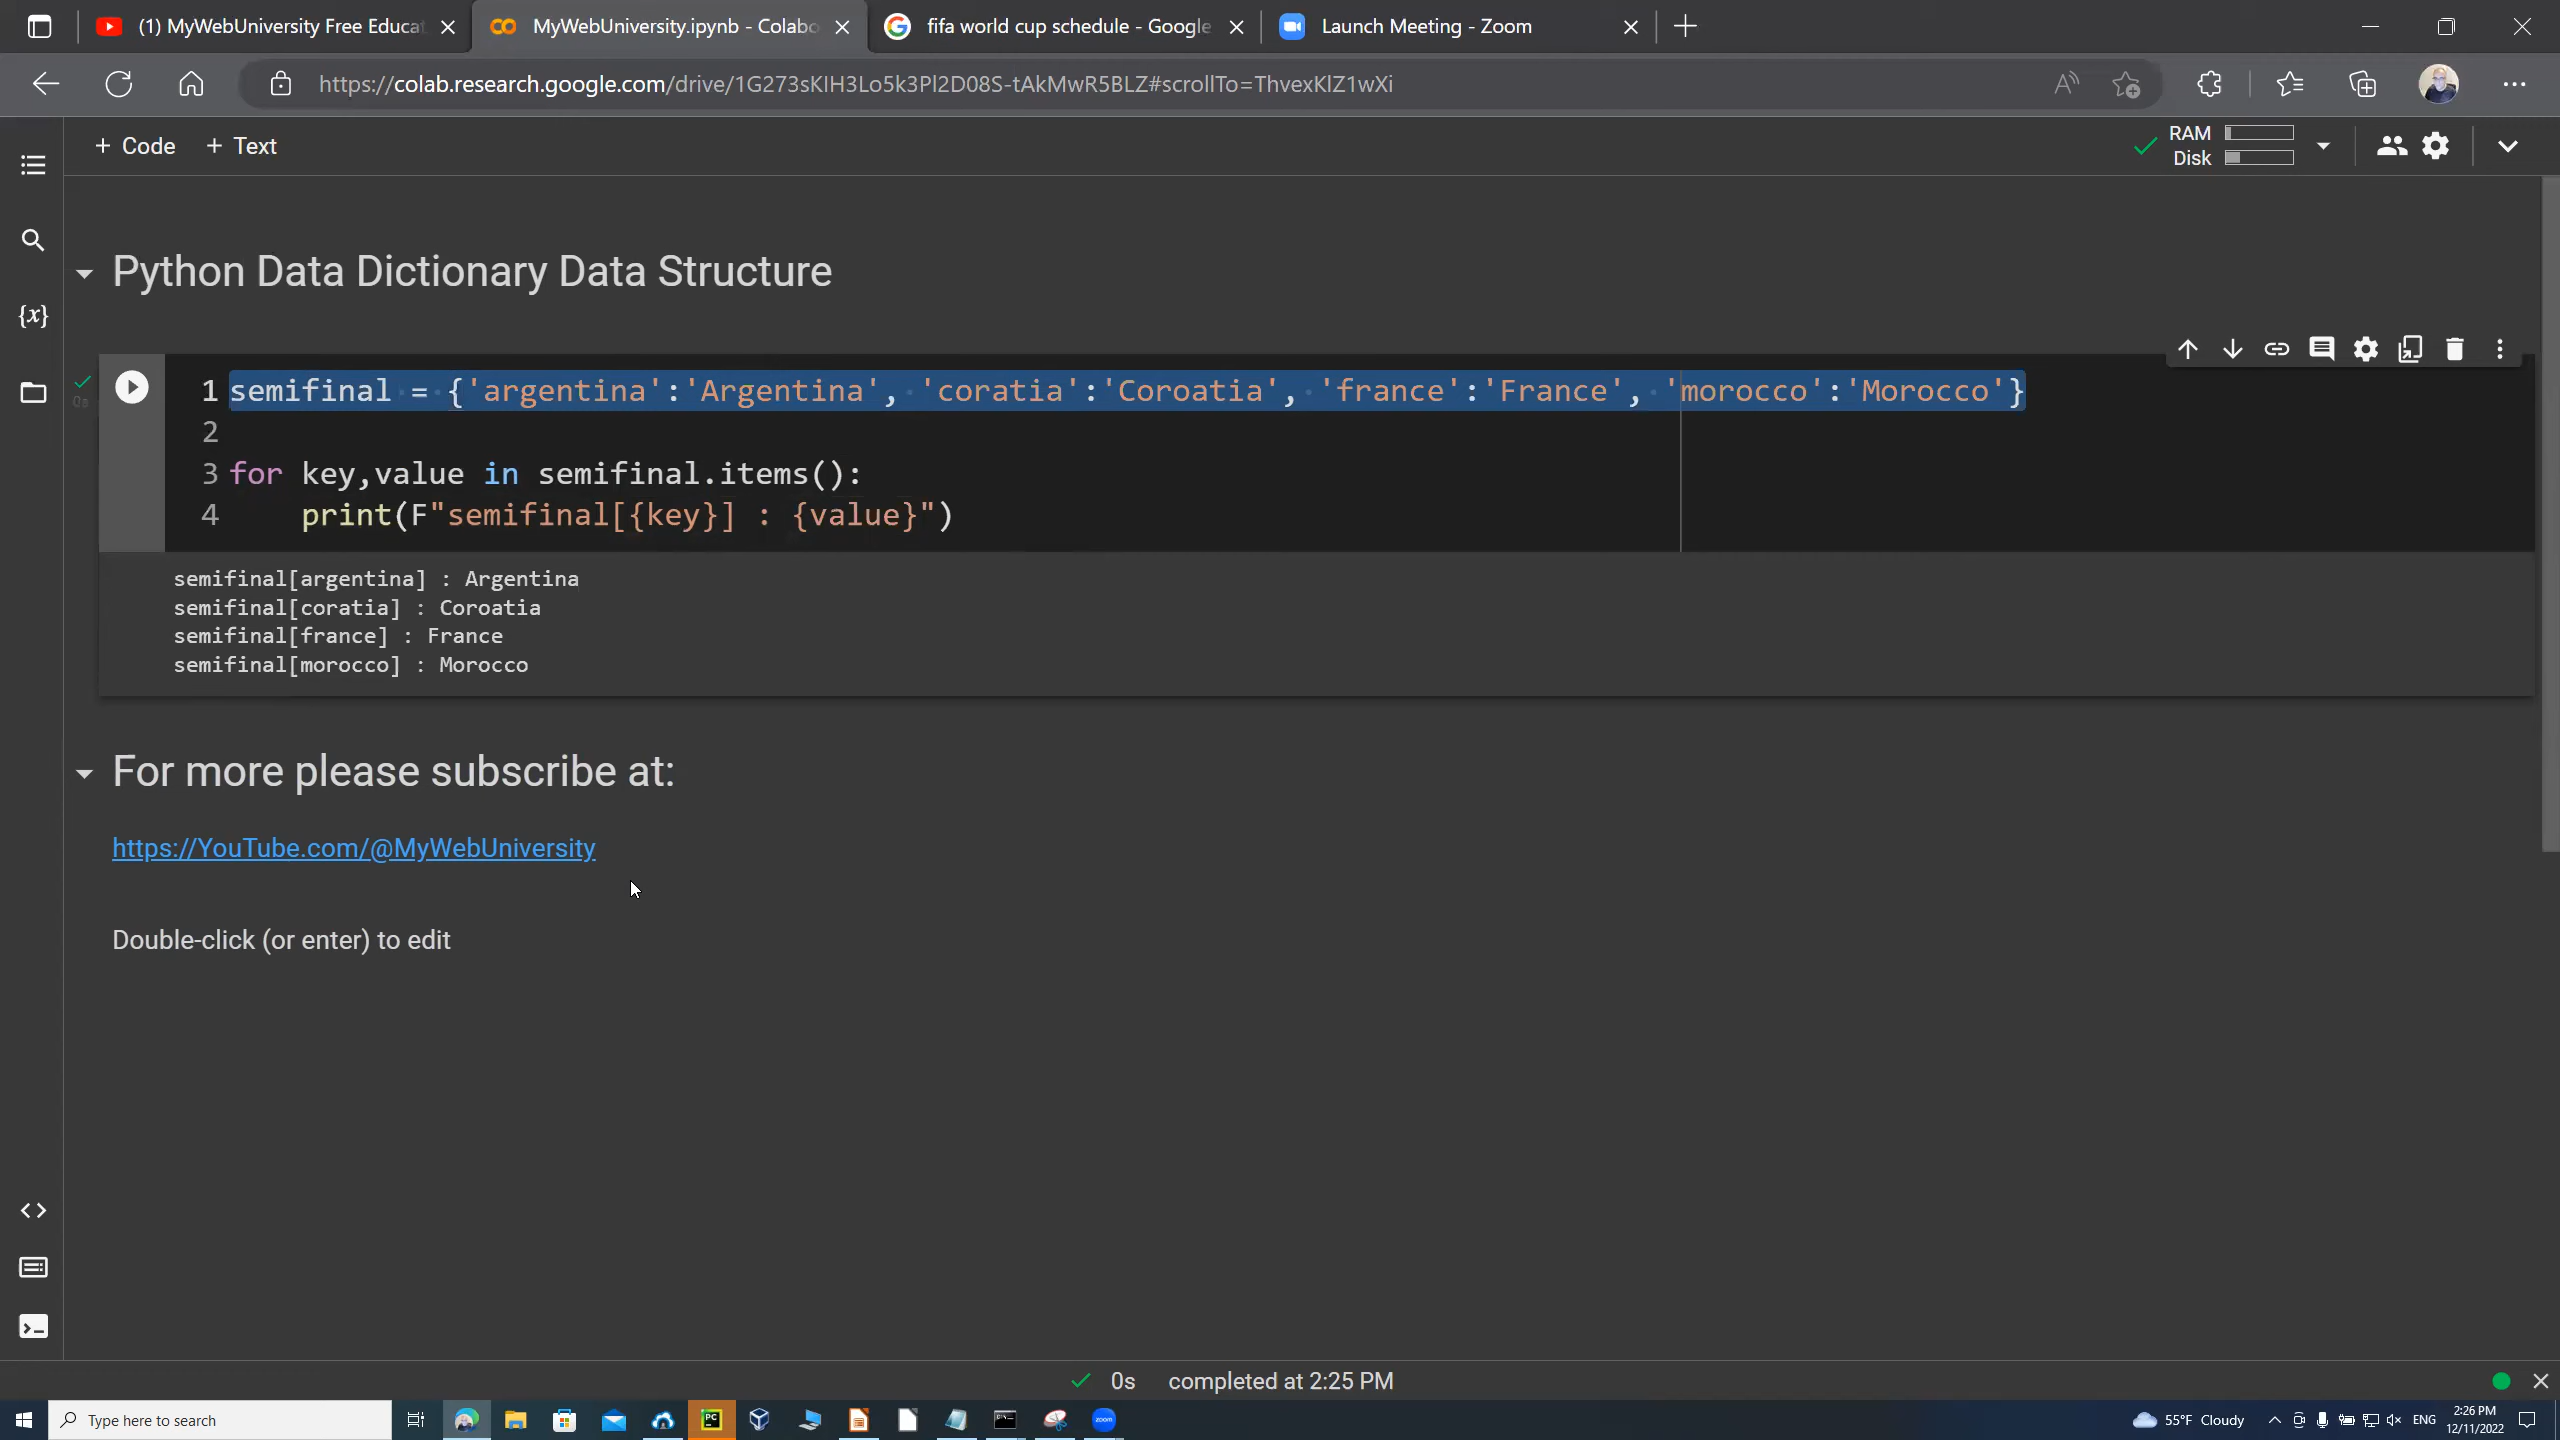 (1) MyWebUniversity Free Educat
MyWebUniversity.ipynb - Colabo
fifa world cup schedule - Google
Launch Meeting - Zoom
https://colab.research.google.com/drive/1G273sKIH3Lo5k3Pl2D08S-tAkMwR5BLZ#scrollTo=ThvexKlZ1wXi
+ Code + Text
RAM
Disk
Python Data Dictionary Data Structure
{x}
0s
1 semifinal = {'argentina':'Argentina', 'coratia':'Coroatia', 'france':'France', 'morocco':'Morocco'}
2
3 for key,value in semifinal.items():
4     print(F"semifinal[{key}] : {value}")
semifinal[argentina] : Argentina
semifinal[coratia] : Coroatia
semifinal[france] : France
semifinal[morocco] : Morocco
For more please subscribe at:
https://YouTube.com/@MyWebUniversity
Double-click (or enter) to edit
0s completed at 2:25 PM
Type here to search
PC
zoom
55°F Cloudy
ENG
2:26 PM
12/11/2022